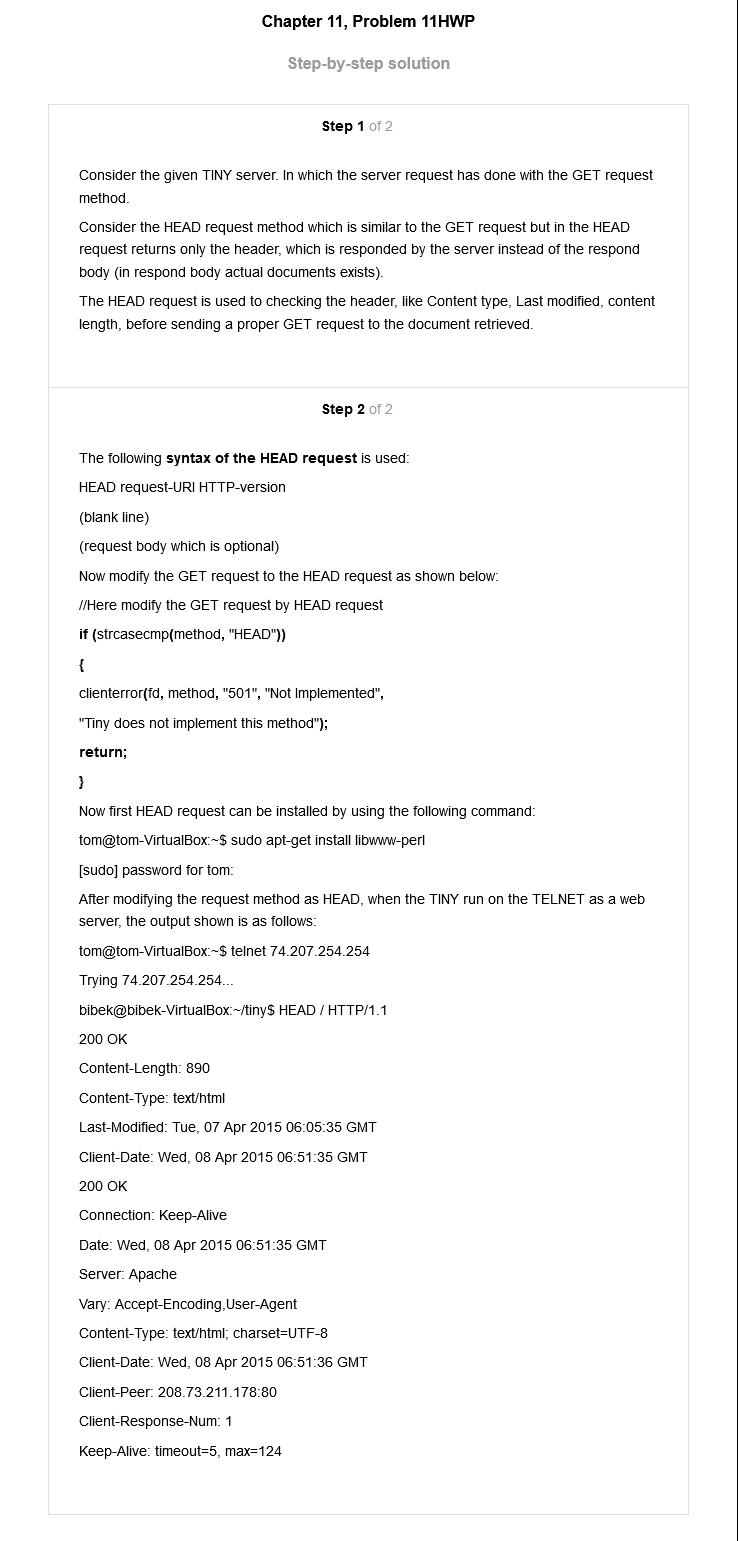 Chapter 11, Problem 11HWP
Step-by-step solution
Step 1 of 2
Consider the given TINY server. In which the server request has done with the GET request
method.
Consider the HEAD request method which is similar to the GET request but in the HEAD
request returns only the header, which is responded by the server instead of the respond
body (in respond body actual documents exists).
The HEAD request is used to checking the header, like Content type, Last modified, content
length, before sending a proper GET request to the document retrieved.
Step 2 of 2
The following syntax of the HEAD request is used:
HEAD request-URI HTTP-version
(blank line)
(request body which is optional)
Now modify the GET request to the HEAD request as shown below:
//Here modify the GET request by HEAD request
if (strcasecmp(method, "HEAD"))
{
clienterror(fd, method, "501", "Not Implemented",
"Tiny does not implement this method");
return;
}
Now first HEAD request can be installed by using the following command:
tom@tom-VirtualBox:~$ sudo apt-get install libwww-perl
[sudo] password for tom:
After modifying the request method as HEAD, when the TINY run on the TELNET as a web
server, the output shown is as follows:
tom@tom-VirtualBox:~$ telnet 74.207.254.254
Trying 74.207.254.254...
bibek@bibek-VirtualBox:~/tiny$ HEAD / HTTP/1.1
200 OK
Content-Length: 890
Content-Type: text/html
Last-Modified: Tue, 07 Apr 2015 06:05:35 GMT
Client-Date: Wed, 08 Apr 2015 06:51:35 GMT
200 OK
Connection: Keep-Alive
Date: Wed, 08 Apr 2015 06:51:35 GMT
Server: Apache
Vary: Accept-Encoding,User-Agent
Content-Type: text/html; charset=UTF-8
Client-Date: Wed, 08 Apr 2015 06:51:36 GMT
Client-Peer: 208.73.211.178:80
Client-Response-Num: 1
Keep-Alive: timeout=5, max=124